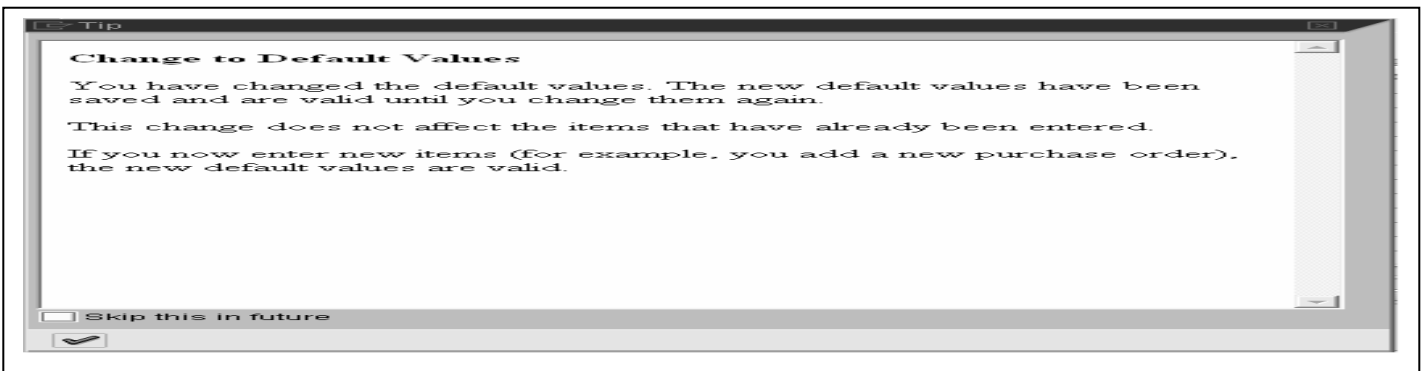 Tip
Change to Default Values
You have changed the default values. The new default values have been
saved and are valid until you change them again.
This change does not affect the items that have already been entered.
If you now enter new items (for example, you add a new purchase order),
the new default values are valid.
Skip this in future